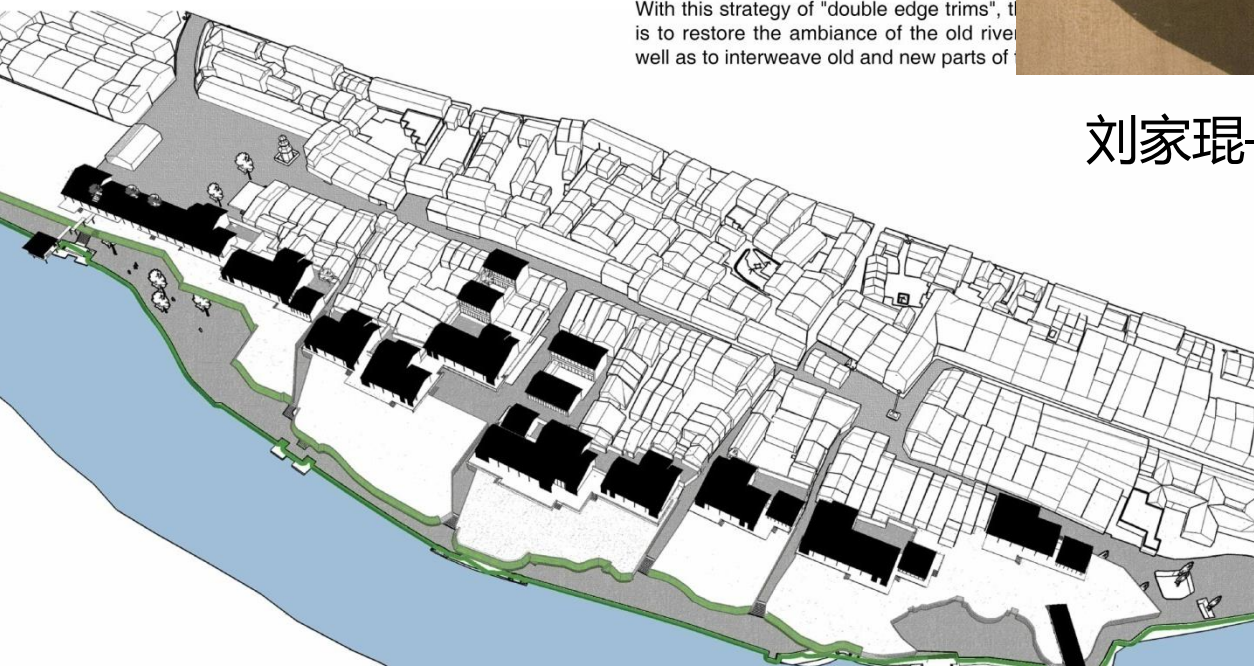 With this strategy of "double edge trims",
is to restore the ambiance of the old river
well as to interweave old and new parts of
刘家琨